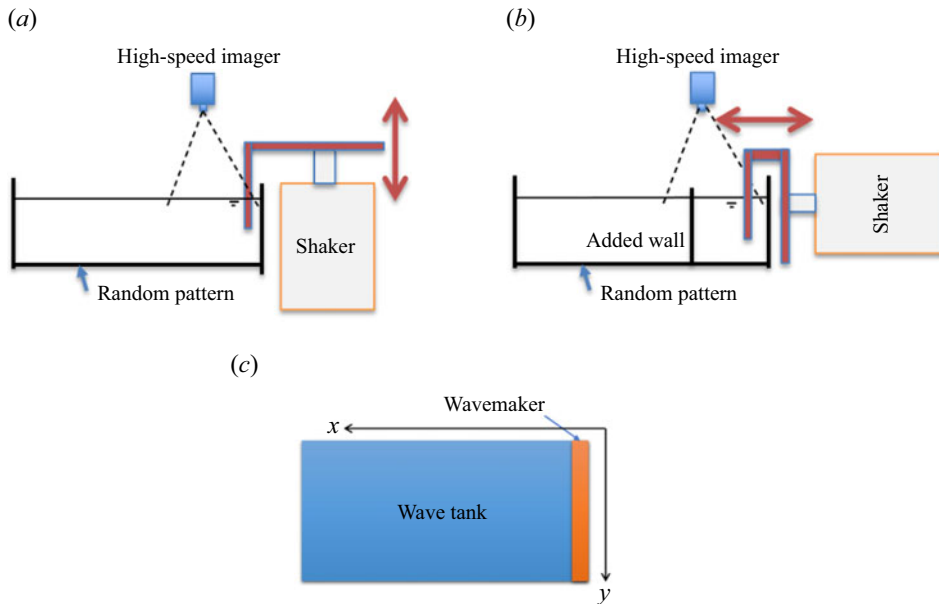 (a)
High-speed imager
Shaker
Random pattern
(b)
High-speed imager
Added wall
Shaker
Random pattern
(c)
Wavemaker
x
Wave tank
y